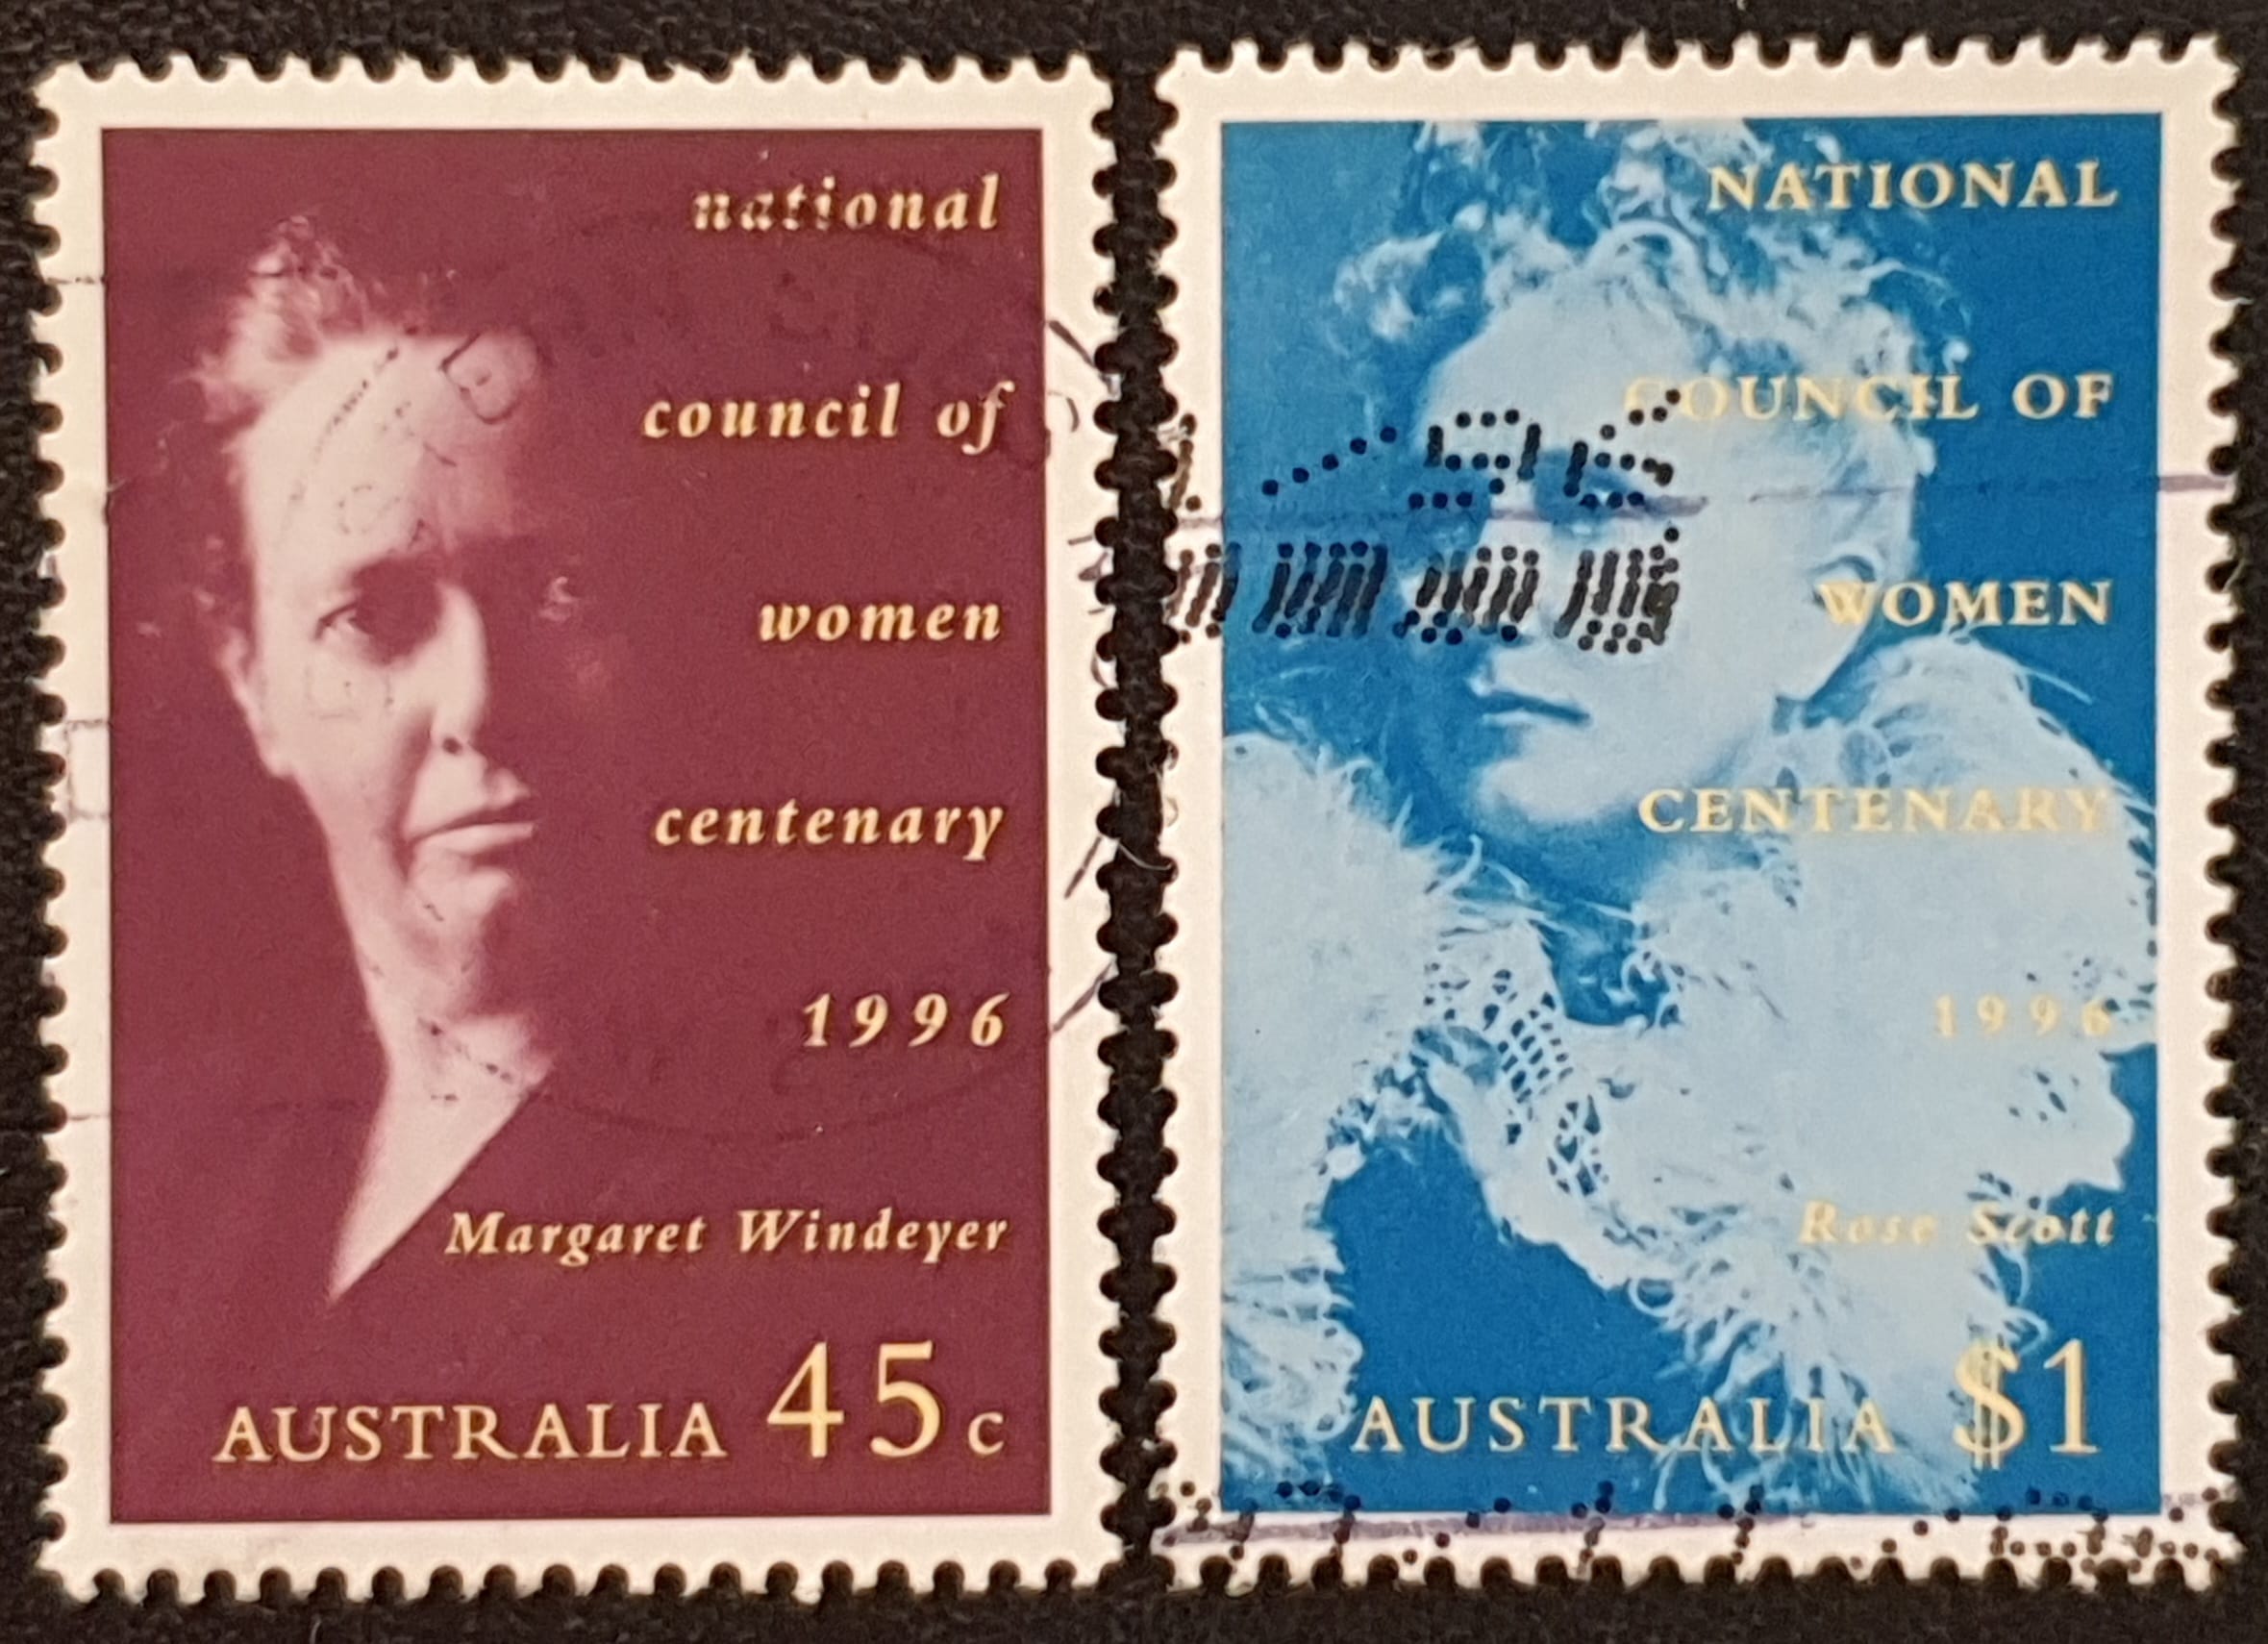 national
council of
women
centenary
1996
Margaret Windeyer
AUSTRALIA 45c
NATIONAL
COUNCIL OF
WOMEN
CENTENARY
1996
Rose Scott
AUSTRALIA $1